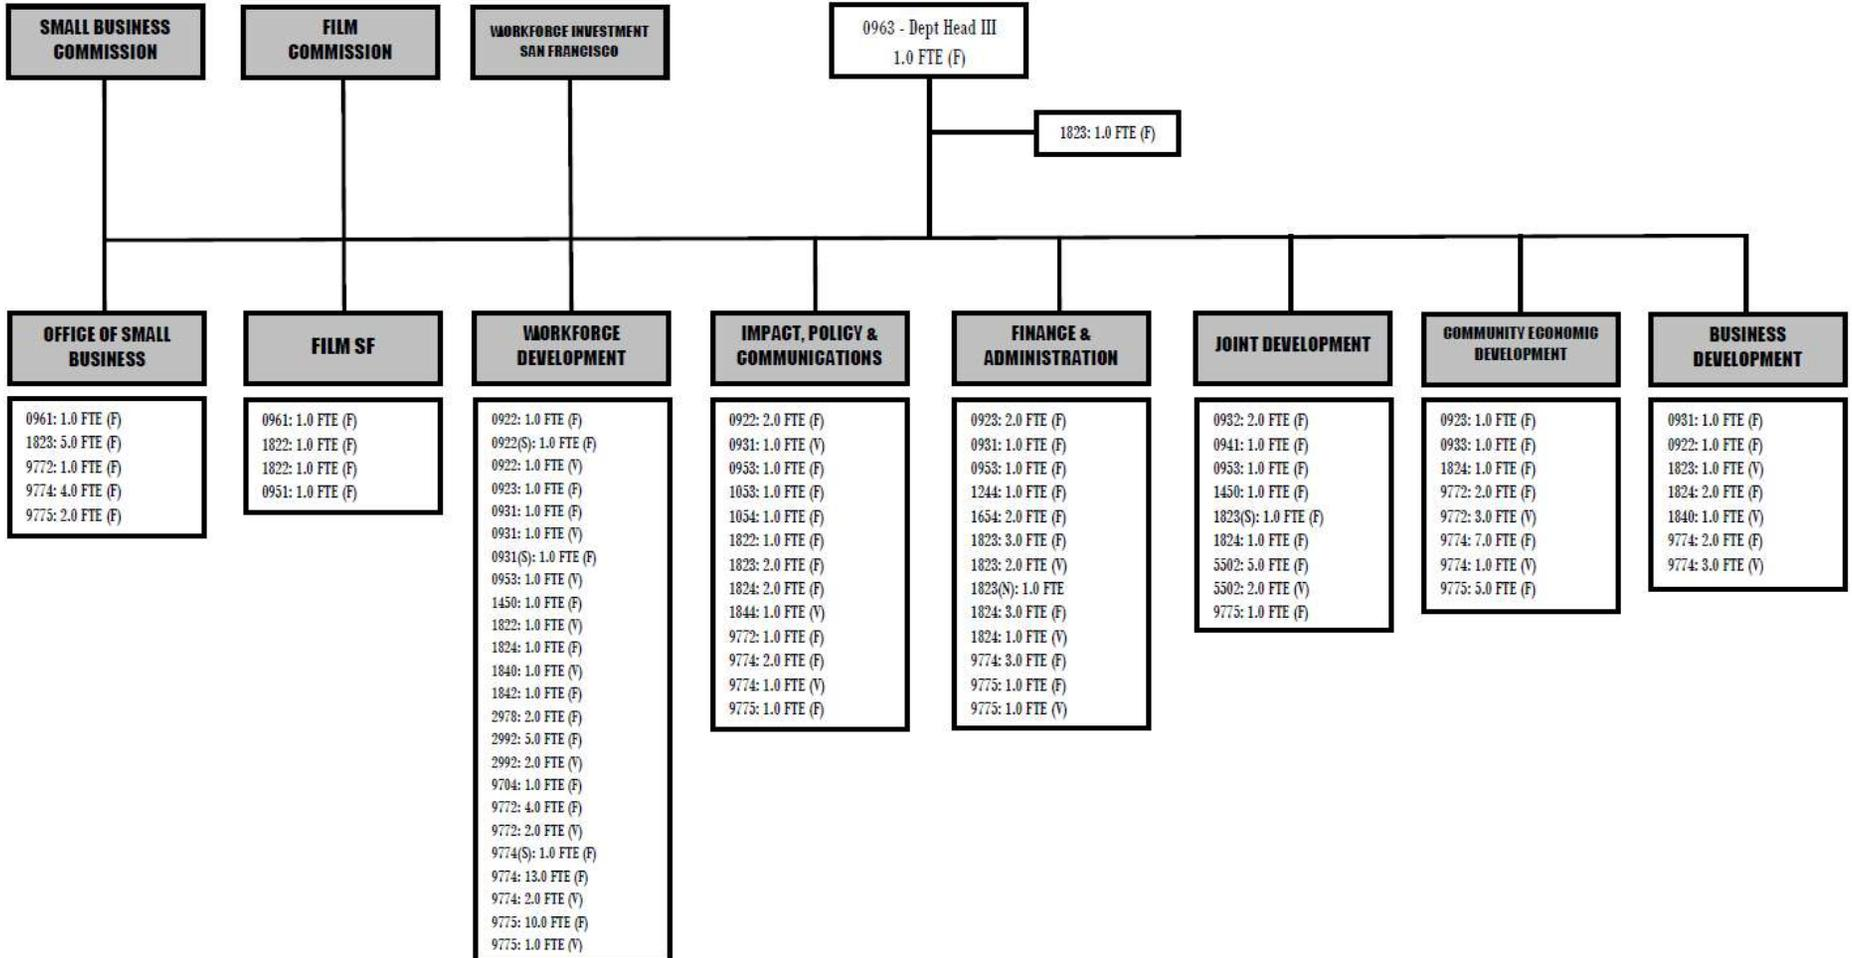 SMALL BUSINESS
COMMISSION
FILM
COMMISSION
WORKFORCE INVESTMENT
SAN FRANCISCO
0963 - Dept Head III
1.0 FTE (F)
1823: 1.0 FTE (F)
OFFICE OF SMALL
BUSINESS
0961: 1.0 FTE (F)
1823: 5.0 FTE (F)
9772: 1.0 FTE (F)
9774: 4.0 FTE (F)
9775: 2.0 FTE (F)
FILM SF
0961: 1.0 FTE (F)
1822: 1.0 FTE (F)
1822: 1.0 FTE (F)
0951: 1.0 FTE (F)
WORKFORCE
DEVELOPMENT
0922: 1.0 FTE (F)
0922(S): 1.0 FTE (F)
0922: 1.0 FTE (V)
0923: 1.0 FTE (F)
0931: 1.0 FTE (F)
0931: 1.0 FTE (V)
0931(S): 1.0 FTE (F)
0953: 1.0 FTE (V)
1450: 1.0 FTE (F)
1822: 1.0 FTE (V)
1824: 1.0 FTE (F)
1840: 1.0 FTE (V)
1842: 1.0 FTE (F)
2978: 2.0 FTE (F)
2992: 5.0 FTE (F)
2992: 2.0 FTE (V)
9704: 1.0 FTE (F)
9772: 4.0 FTE (F)
9772: 2.0 FTE (V)
9774(S): 1.0 FTE (F)
9774: 13.0 FTE (F)
9774: 2.0 FTE (V)
9775: 10.0 FTE (F)
9775: 1.0 FTE (V)
IMPACT, POLICY &
COMMUNICATIONS
0922: 2.0 FTE (F)
0931: 1.0 FTE (V)
0953: 1.0 FTE (F)
1053: 1.0 FTE (F)
1054: 1.0 FTE (F)
1822: 1.0 FTE (F)
1823: 2.0 FTE (F)
1824: 2.0 FTE (F)
1844: 1.0 FTE (V)
9772: 1.0 FTE (F)
9774: 2.0 FTE (F)
9774: 1.0 FTE (V)
9775: 1.0 FTE (F)
FINANCE &
ADMINISTRATION
0923: 2.0 FTE (F)
0931: 1.0 FTE (F)
0953: 1.0 FTE (F)
1244: 1.0 FTE (F)
1654: 2.0 FTE (F)
1823: 3.0 FTE (F)
1823: 2.0 FTE (V)
1823(N): 1.0 FTE
1824: 3.0 FTE (F)
1824: 1.0 FTE (V)
9774: 3.0 FTE (F)
9775: 1.0 FTE (F)
9775: 1.0 FTE (V)
JOINT DEVELOPMENT
0932: 2.0 FTE (F)
0941: 1.0 FTE (F)
0953: 1.0 FTE (F)
1450: 1.0 FTE (F)
1823(S): 1.0 FTE (F)
1824: 1.0 FTE (F)
5502: 5.0 FTE (F)
5502: 2.0 FTE (V)
9775: 1.0 FTE (F)
COMMUNITY ECONOMIC
DEVELOPMENT
0923: 1.0 FTE (F)
0933: 1.0 FTE (F)
1824: 1.0 FTE (F)
9772: 2.0 FTE (F)
9772: 3.0 FTE (V)
9774: 7.0 FTE (F)
9774: 1.0 FTE (V)
9775: 5.0 FTE (F)
BUSINESS
DEVELOPMENT
0931: 1.0 FTE (F)
0922: 1.0 FTE (F)
1823: 1.0 FTE (V)
1824: 2.0 FTE (F)
1840: 1.0 FTE (V)
9774: 2.0 FTE (F)
9774: 3.0 FTE (V)